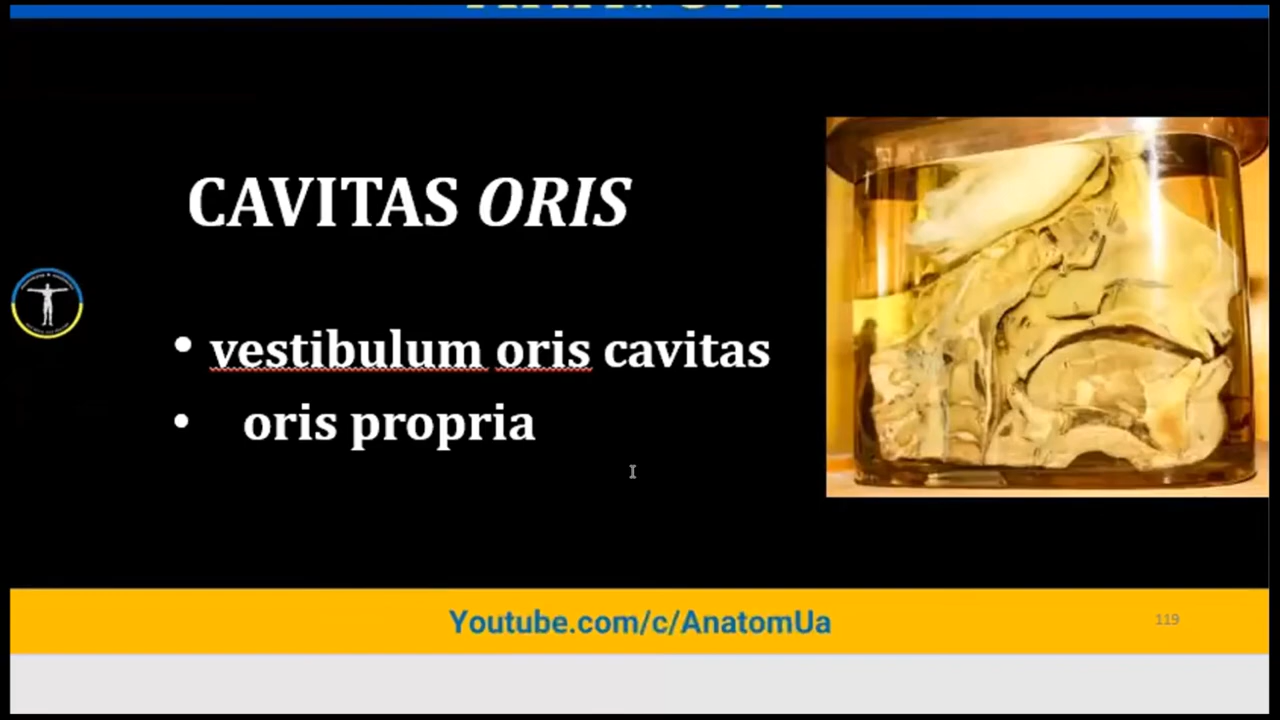 CAVITAS ORIS
• vestibulum oris cavitas
• oris propria
Youtube.com/c/AnatomUa
119